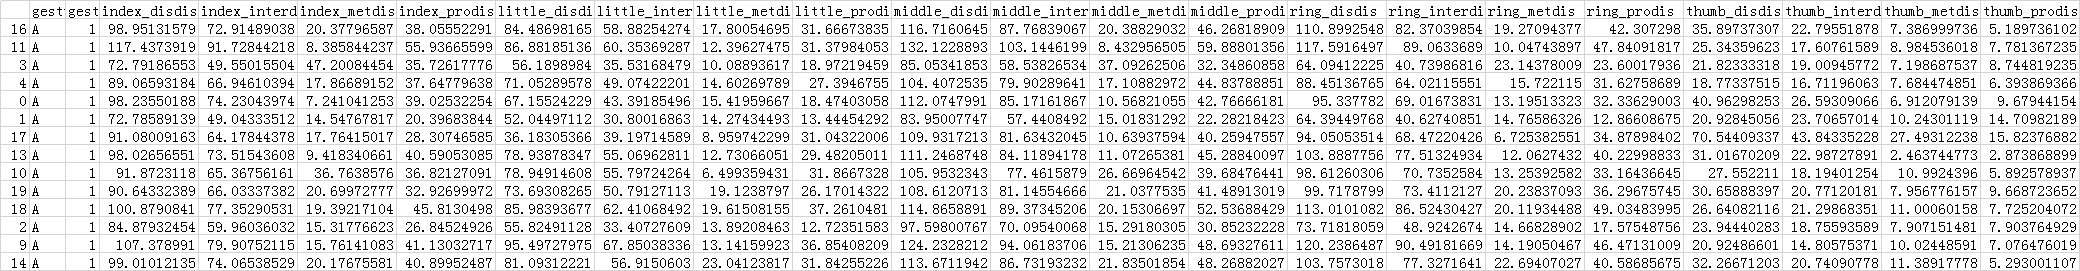 gest gest index_disdis index_interd index_metdis index_prodis little_disdi little_inter little_metdi little_prodi middle_disdi middle_inter middle_metdi middle_prodi ring_disdis ring_interdi ring_metdis ring_prodis thumb_disdis thumb_interd thumb_metdis thumb_prodis
16 A 1 98.95131579 72.91489038 20.37796587 38.05552291 84.48698165 58.88254274 17.80054695 31.66673835 116.7160645 87.76839067 20.38829032 46.26818909 110.8992548 82.37039854 19.27094377 42.307298 35.89737307 22.79551878 7.386999736 5.189736102
11 A 1 117.4373919 91.72844218 8.385844237 55.93665599 86.88185136 60.35369287 12.39627475 31.37984053 132.1228893 103.1446199 8.432956505 59.88801356 117.5916497 89.0633689 10.04743897 47.84091817 25.34359623 17.60761589 8.984536018 7.781367235
3 A 1 72.79186553 49.55015504 47.20084454 35.72617776 56.1898984 35.53168479 10.08893617 18.97219459 85.05341853 58.53826534 37.09262506 32.34860858 64.09412225 40.73986816 23.14378009 23.60017936 21.82333318 19.00945772 7.198687537 8.744819235
4 A 1 89.06593184 66.94610394 17.86689152 37.64779638 71.05289578 49.07422201 14.60269789 27.3946755 104.4072535 79.90289641 17.10882972 44.83788851 88.45136765 64.02115551 15.722115 31.62758689 18.77337515 16.71196063 7.684474851 6.393869366
0 A 1 98.23550188 74.23043974 7.241041253 39.02532254 67.15524229 43.39185496 15.41959667 18.47403058 112.0747991 85.17161867 10.56821055 42.76666181 95.337782 69.01673831 13.19513323 32.33629003 40.96298253 26.59309066 6.912079139 9.67944154
1 A 1 72.78589139 49.04333512 14.54767817 20.39683844 52.04497112 30.80016863 14.27434493 13.44454292 83.95007747 57.4408492 15.01831292 22.28218423 64.39449768 40.62740851 14.76586326 12.86608675 20.92845056 23.70657014 10.24301119 14.70982189
17 A 1 91.08009163 64.17844378 17.76415017 28.30746585 36.18305366 39.19714589 8.959742299 31.04322006 109.9317213 81.63432045 10.63937594 40.25947557 94.05053514 68.47220426 6.725382551 34.87898402 70.54409337 43.84335228 27.49312238 15.82376882
13 A 1 98.02656551 73.51543608 9.418340661 40.59053085 78.93878347 55.06962811 12.73066051 29.48205011 111.2468748 84.11894178 11.07265381 45.28840097 103.8887756 77.51324934 12.0627432 40.22998833 31.01670209 22.98727891 2.463744773 2.873868899
10 A 1 91.8723118 65.36756161 36.7638576 36.82127091 78.94914608 55.79724264 6.499359431 31.8667328 105.9532343 77.4615879 26.66964542 39.68476441 98.61260306 70.7352584 13.25392582 33.16436645 27.552211 18.19401254 10.9924396 5.892578937
19 A 1 90.64332389 66.03337382 20.69972777 32.92699972 73.69308265 50.79127113 19.1238797 26.17014322 108.6120713 81.14554666 21.0377535 41.48913019 99.7178799 73.4112127 20.23837093 36.29675745 30.65888397 20.77120181 7.956776157 9.668723652
18 A 1 100.8790841 77.35290531 19.39217104 45.8130498 85.98393677 62.41068492 19.61508155 37.2610481 114.8658891 89.37345206 20.15306697 52.53688429 113.0101082 86.52430427 20.11934488 49.03483995 26.64082116 21.29868351 11.00060158 7.725204072
2 A 1 84.87932454 59.96036032 15.31776623 26.84524926 55.82491128 33.40727609 13.89208463 12.72351583 97.59800767 70.09540068 15.29180305 30.85232228 73.71818059 48.9242674 14.66828902 17.57548756 23.94440283 18.75593589 7.907151481 7.903764929
9 A 1 107.378991 79.90752115 15.76141083 41.13032717 95.49727975 67.85038336 13.14159923 36.85408209 124.2328212 94.06183706 15.21306235 48.69327611 120.2386487 90.49181669 14.19050467 46.47131009 20.92486601 14.80575371 10.02448591 7.076476019
14 A 1 99.01012135 74.06538529 20.17675581 40.89952487 81.09312221 56.9150603 23.04123817 31.84255226 113.6711942 86.73193232 21.83501854 48.26882027 103.7573018 77.3271641 22.69407027 40.58685675 32.26671203 20.74090778 11.38917778 5.293001107